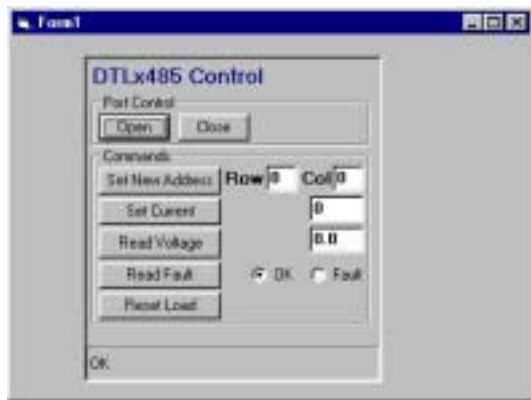 Form1
DTLx485 Control
Port Control
Open Close
Commands
Set New Address Row 0 Col 0
Set Current 0
Read Voltage 0.0
Read Fault OK Fault
Reset Load
OK